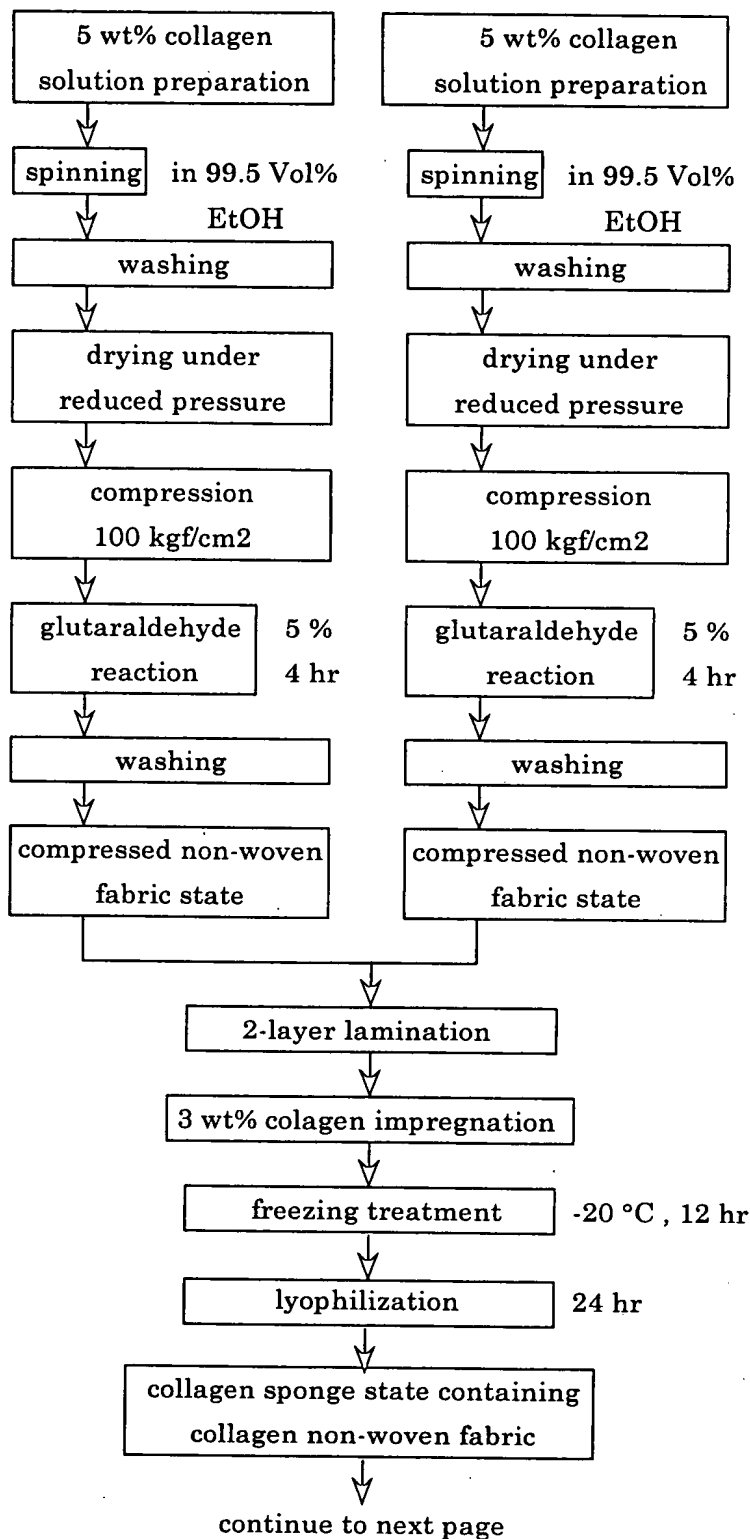 5 wt% collagen
solution preparation
spinning in 99.5 Vol%
EtOH
washing
drying under
reduced pressure
compression
100 kgf/cm2
glutaraldehyde 5 %
reaction 4 hr
washing
compressed non-woven
fabric state
5 wt% collagen
solution preparation
spinning in 99.5 Vol%
EtOH
washing
drying under
reduced pressure
compression
100 kgf/cm2
glutaraldehyde 5 %
reaction 4 hr
washing
compressed non-woven
fabric state
2-layer lamination
3 wt% colagen impregnation
freezing treatment -20 °C , 12 hr
lyophilization 24 hr
collagen sponge state containing
collagen non-woven fabric
continue to next page